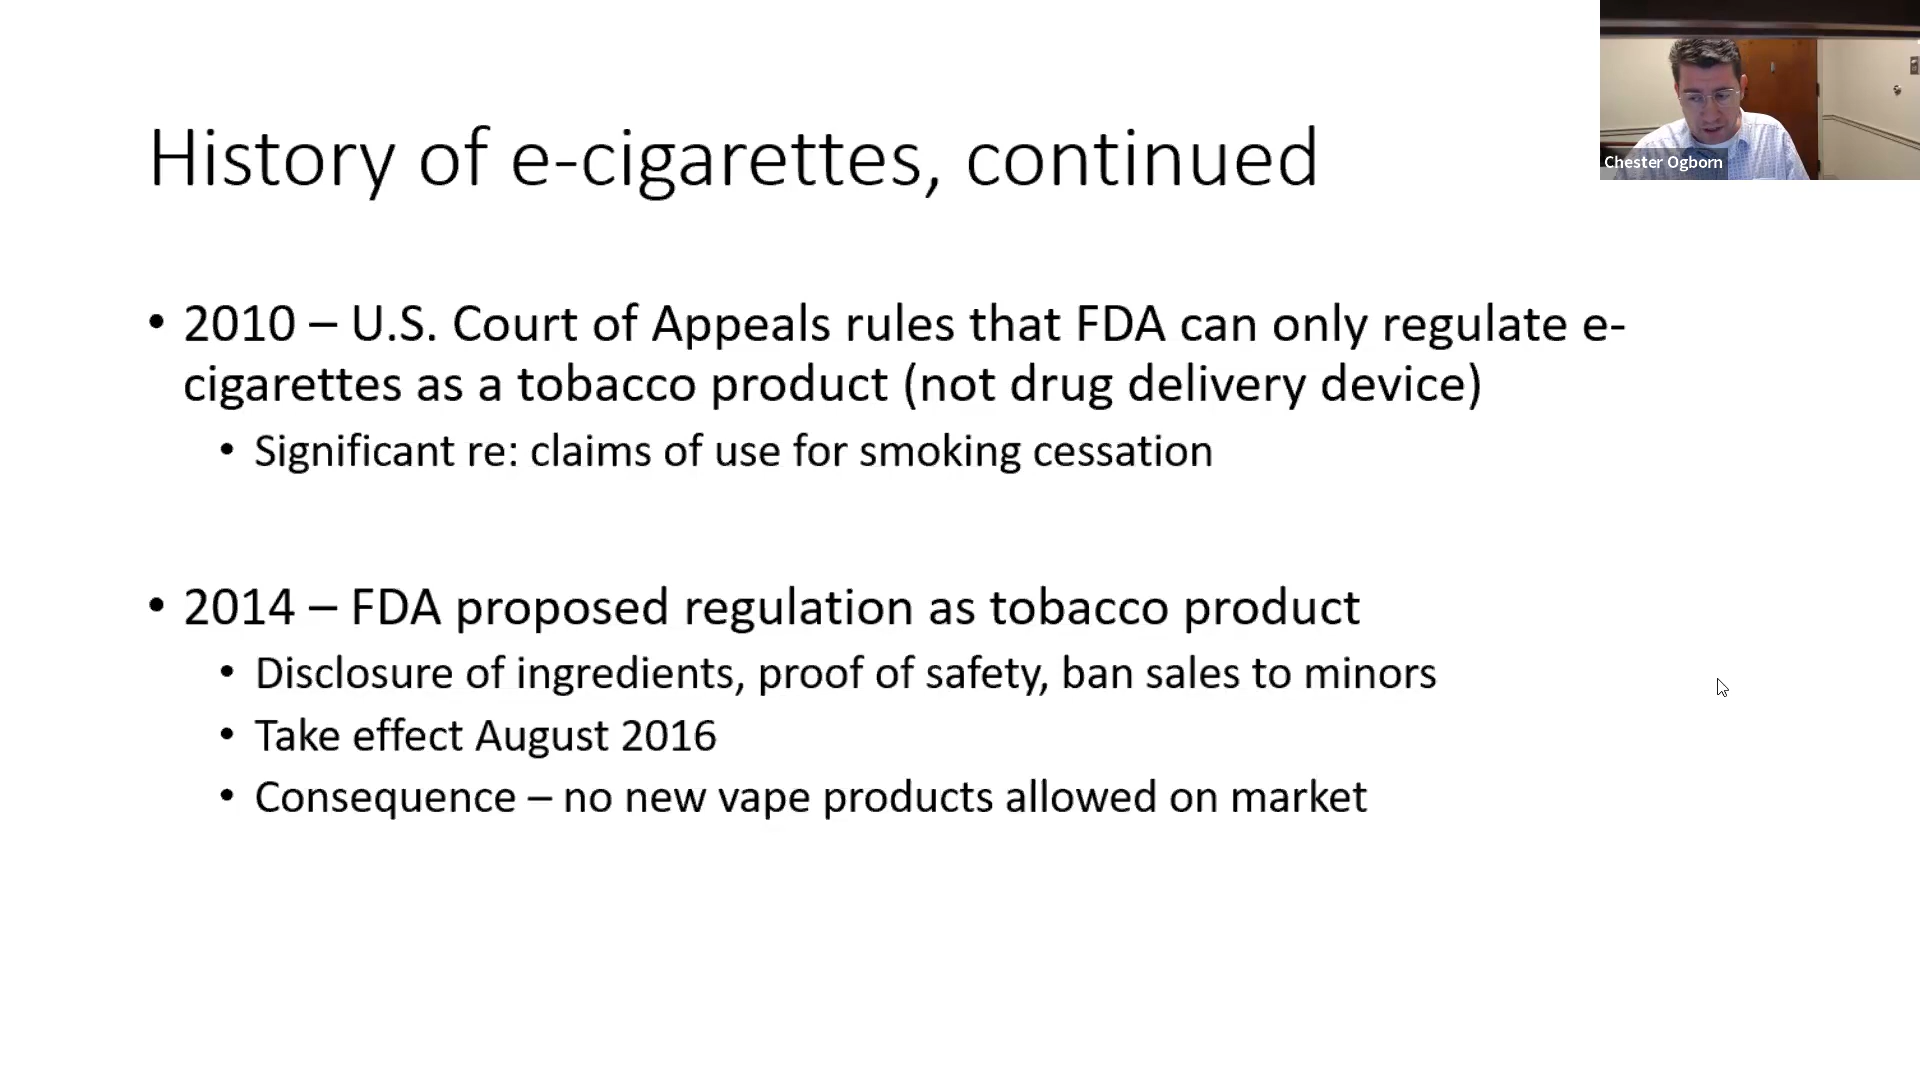 Chester Ogborn
History of e-cigarettes, continued
• 2010 – U.S. Court of Appeals rules that FDA can only regulate e-
cigarettes as a tobacco product (not drug delivery device)
• Significant re: claims of use for smoking cessation
• 2014 – FDA proposed regulation as tobacco product
• Disclosure of ingredients, proof of safety, ban sales to minors
• Take effect August 2016
• Consequence – no new vape products allowed on market